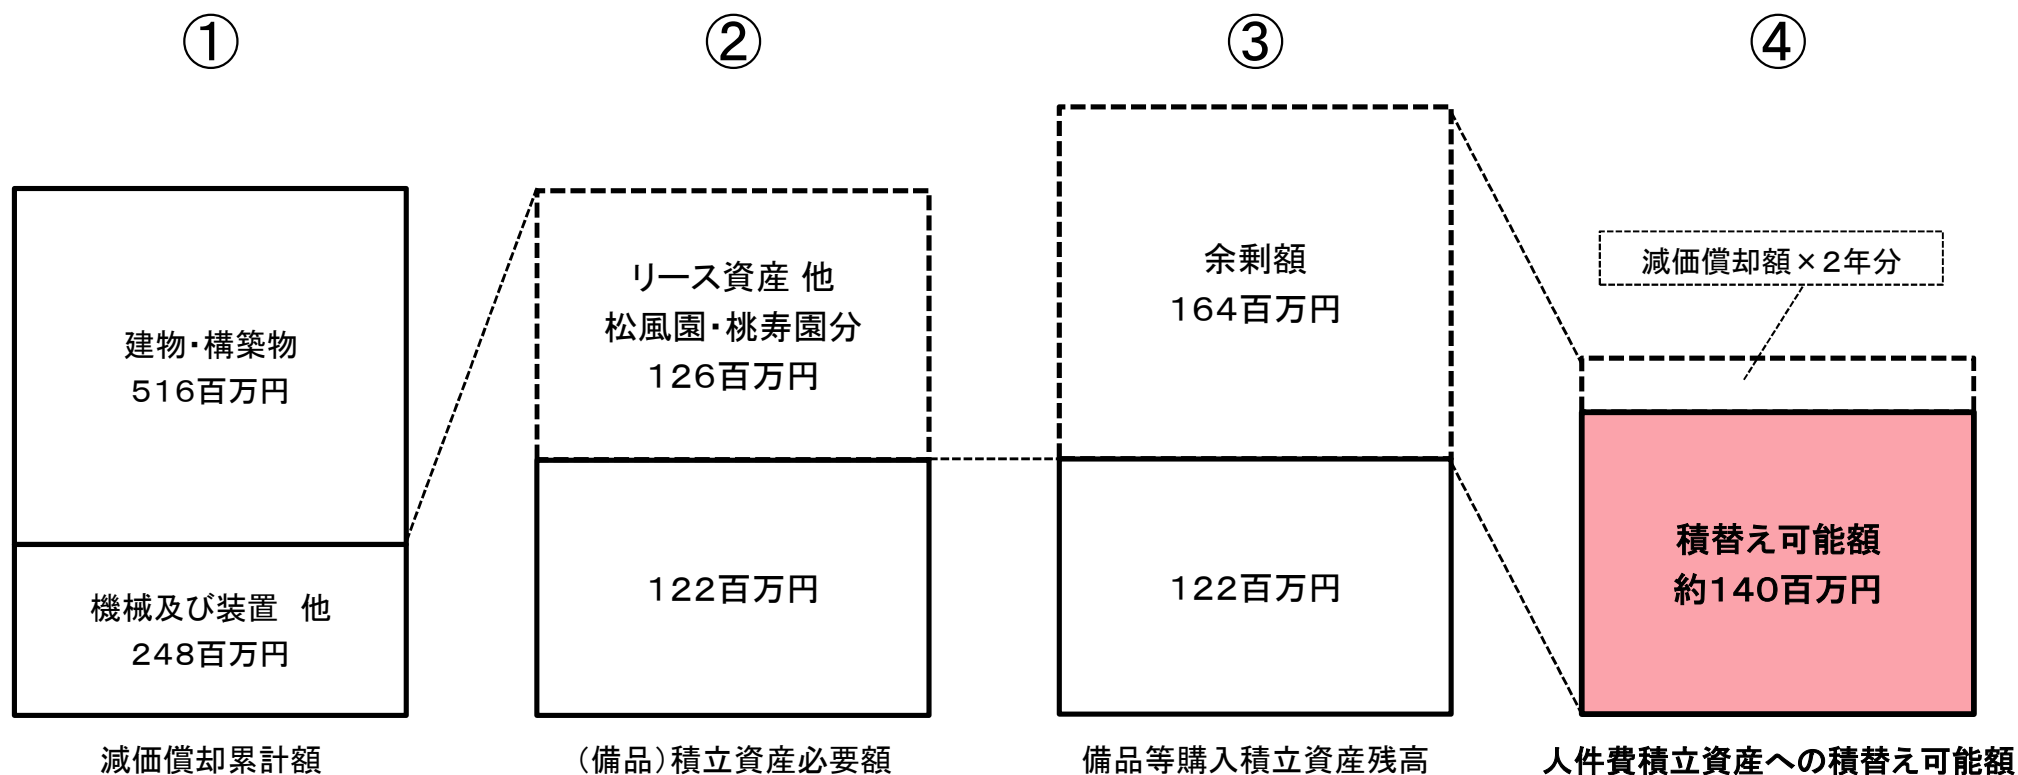 ①
②
③
④
建物・構築物
516百万円
機械及び装置　他
248百万円
減価償却累計額
リース資産 他
松風園・桃寿園分
126百万円
122百万円
（備品）積立資産必要額
余剰額
164百万円
122百万円
備品等購入積立資産残高
減価償却額×2年分
積替え可能額
約140百万円
人件費積立資産への積替え可能額